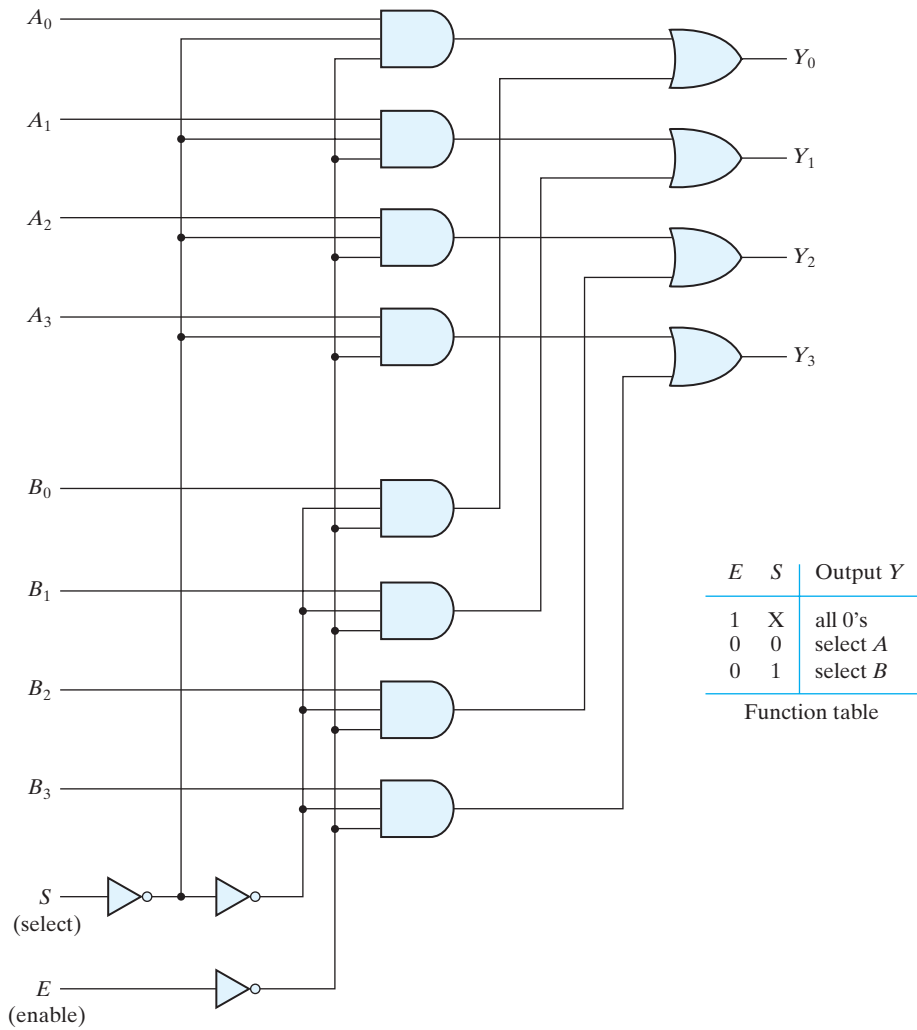 A₀
Y₀
A₁
Y₁
A₂
Y₂
A₃
Y₃
B₀
B₁
B₂
B₃
S
(select)
E
(enable)
E S Output Y
1 X all 0's
0 0 select A
0 1 select B
Function table